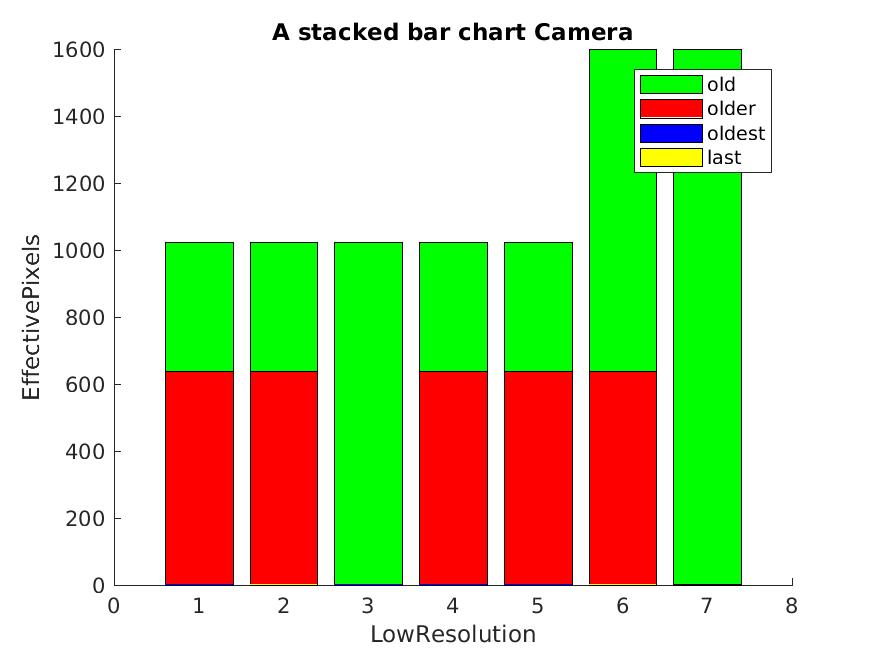 A stacked bar chart Camera
1600
1400
1200
1000
800
600
400
200
0
EffectivePixels
old
older
oldest
last
0 1 2 3 4 5 6 7 8
LowResolution